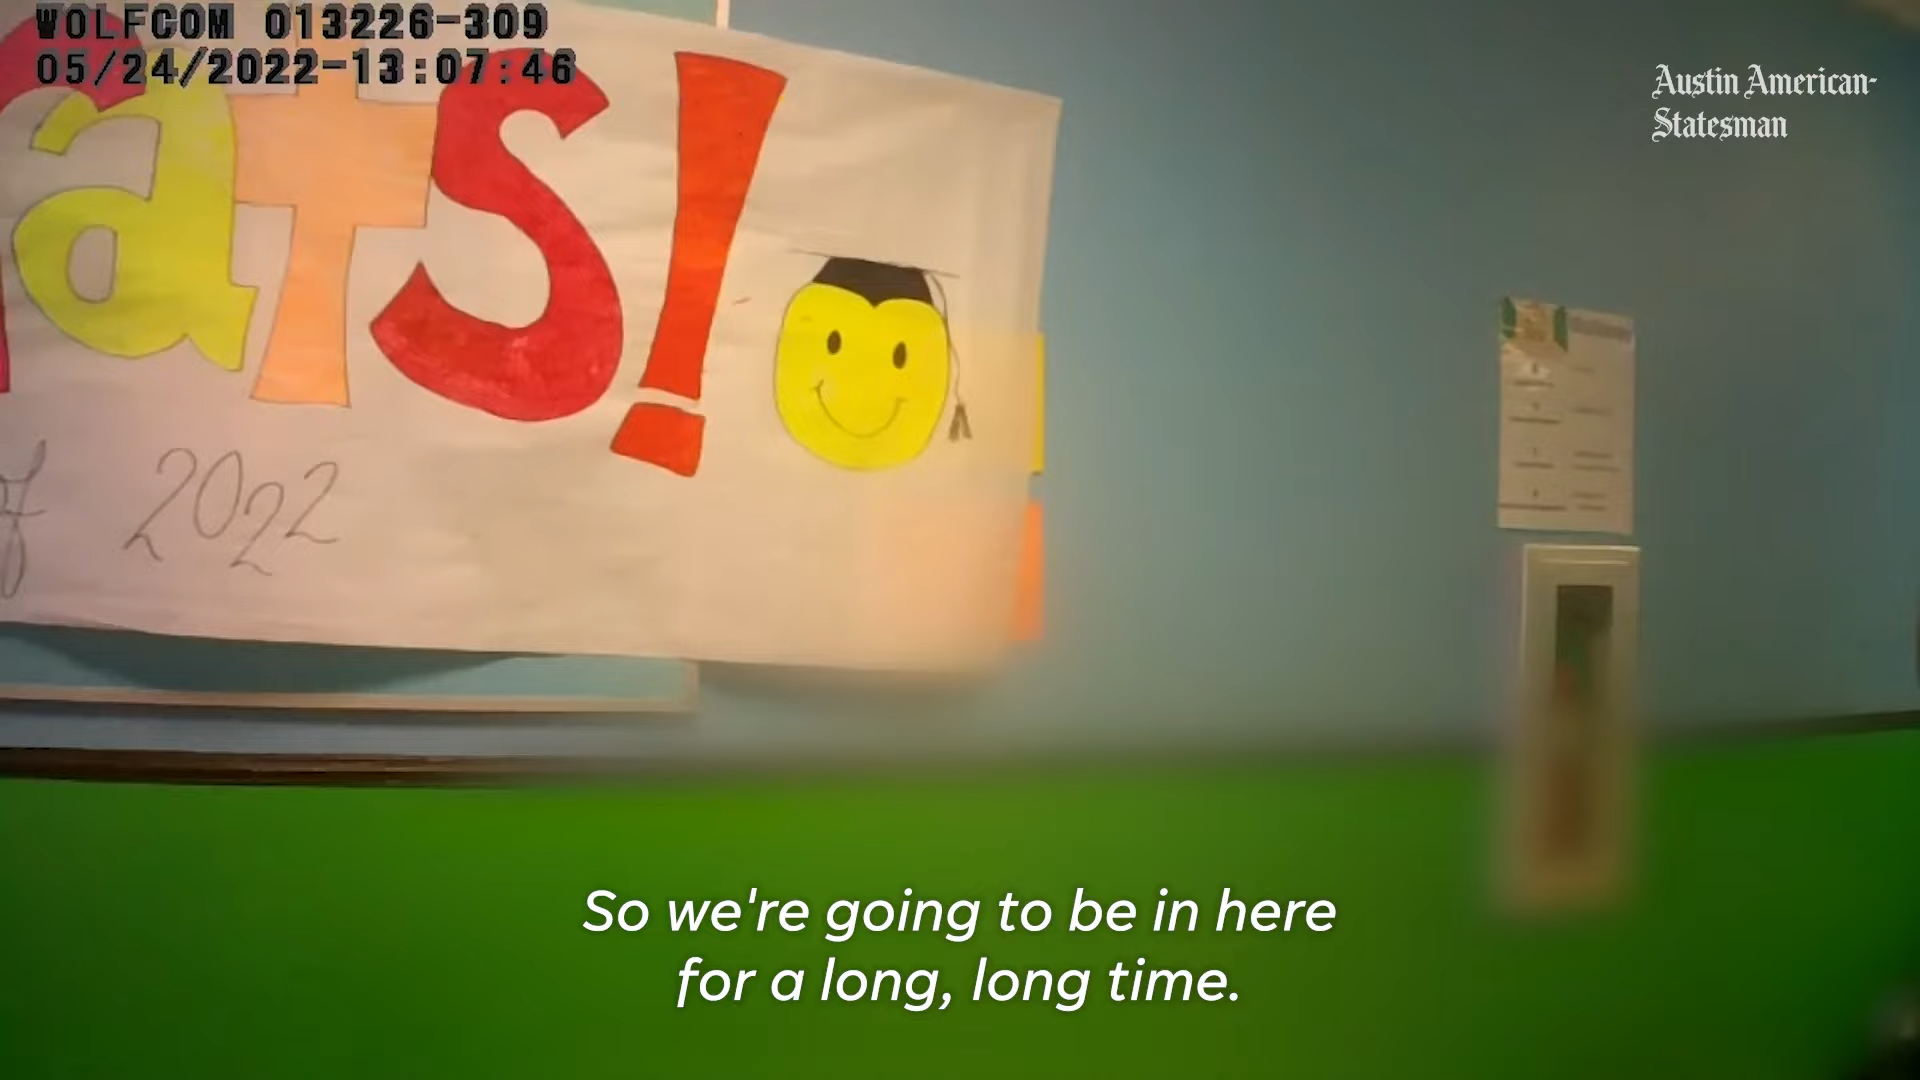 WOLFCOM 013226-309
05/24/2022-13:07:46
Austin American-
Statesman
ats!
of 2022
So we're going to be in here
for a long, long time.